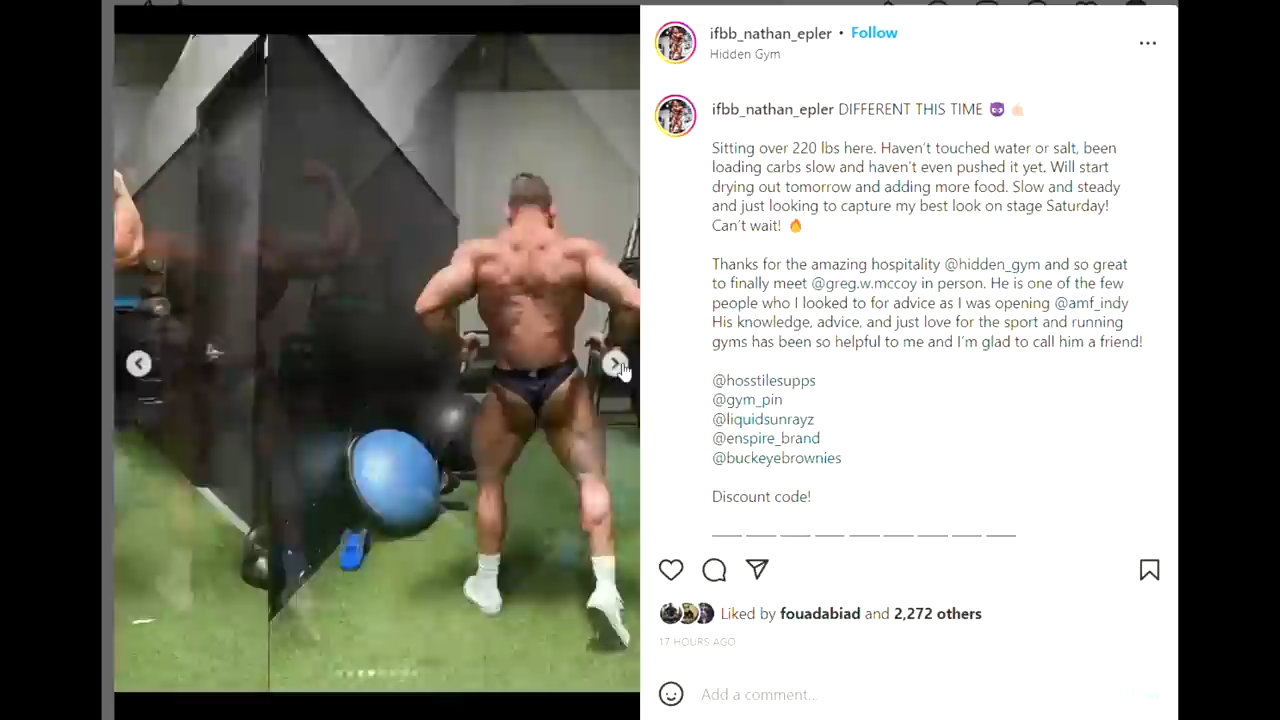 ifbb_nathan_epler • Follow
Hidden Gym
ifbb_nathan_epler DIFFERENT THIS TIME 😈 🤌🏻
Sitting over 220 lbs here. Haven't touched water or salt, been
loading carbs slow and haven't even pushed it yet. Will start
drying out tomorrow and adding more food. Slow and steady
and just looking to capture my best look on stage Saturday!
Can't wait! 🔥
Thanks for the amazing hospitality @hidden_gym and so great
to finally meet @greg.w.mccoy in person. He is one of the few
people who I looked to for advice as I was opening @amf_indy
His knowledge, advice, and just love for the sport and running
gyms has been so helpful to me and I'm glad to call him a friend!
@hosstilesupps
@gym_pin
@liquidsunrayz
@enspire_brand
@buckeyebrownies
Discount code!
Liked by fouadabiad and 2,272 others
17 HOURS AGO
Add a comment...